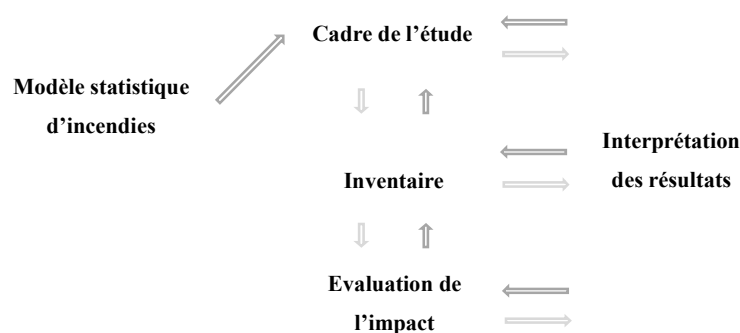 Cadre de l’étude
Modèle statistique
d’incendies
Interprétation
des résultats
Inventaire
Evaluation de
l’impact